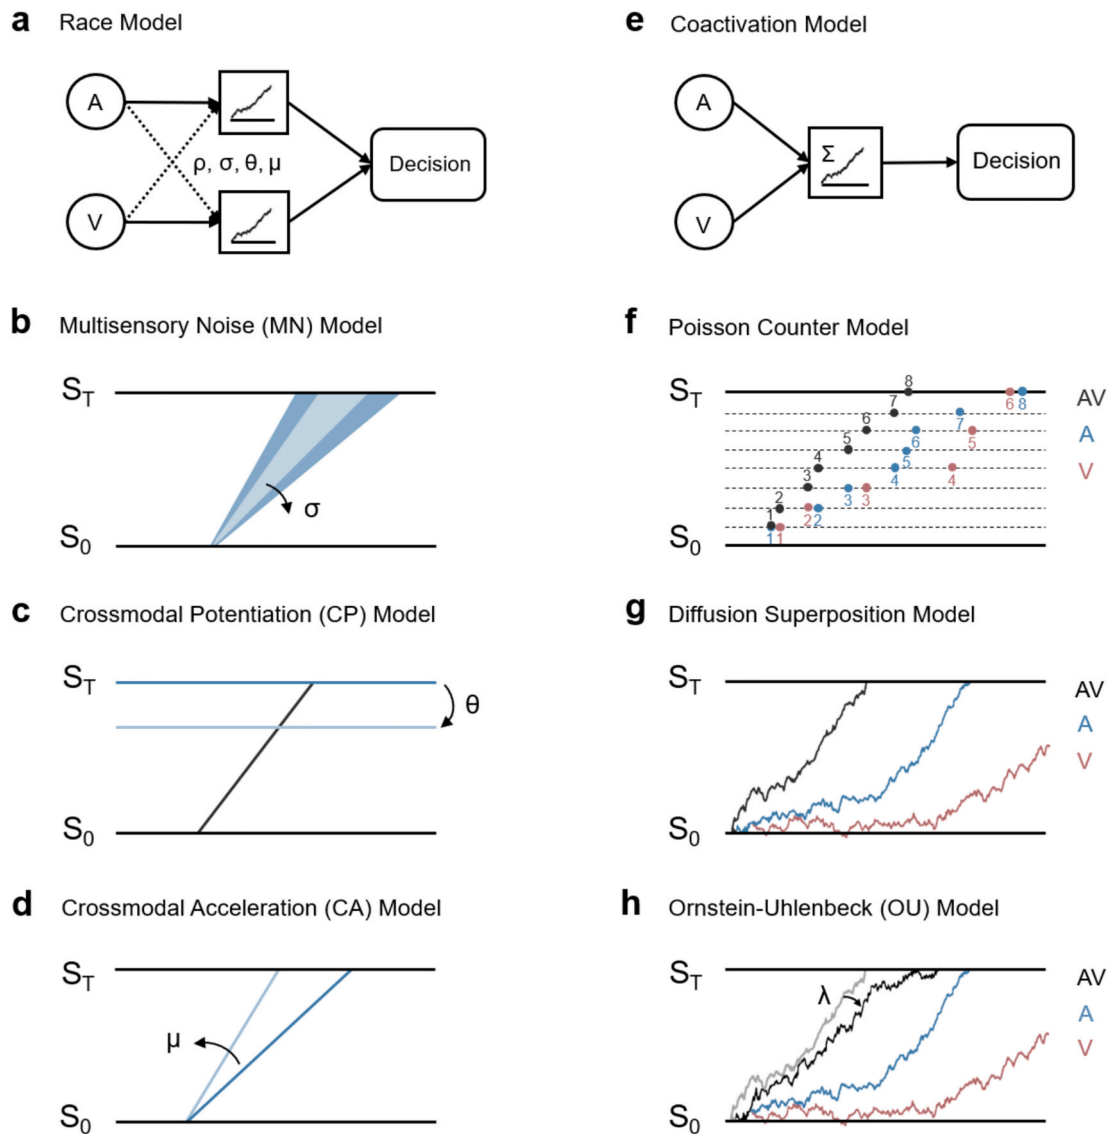 a Race Model
A
V
ρ, σ, θ, μ
Decision
b Multisensory Noise (MN) Model
S_T
S_0
σ
c Crossmodal Potentiation (CP) Model
S_T
S_0
θ
d Crossmodal Acceleration (CA) Model
S_T
S_0
μ
e Coactivation Model
A
V
Σ
Decision
f Poisson Counter Model
S_T
S_0
1
2
3
4
5
6
7
8
1
2
3
4
5
6
7
8
1
2
3
4
5
6
AV
A
V
g Diffusion Superposition Model
S_T
S_0
AV
A
V
h Ornstein-Uhlenbeck (OU) Model
S_T
S_0
λ
AV
A
V